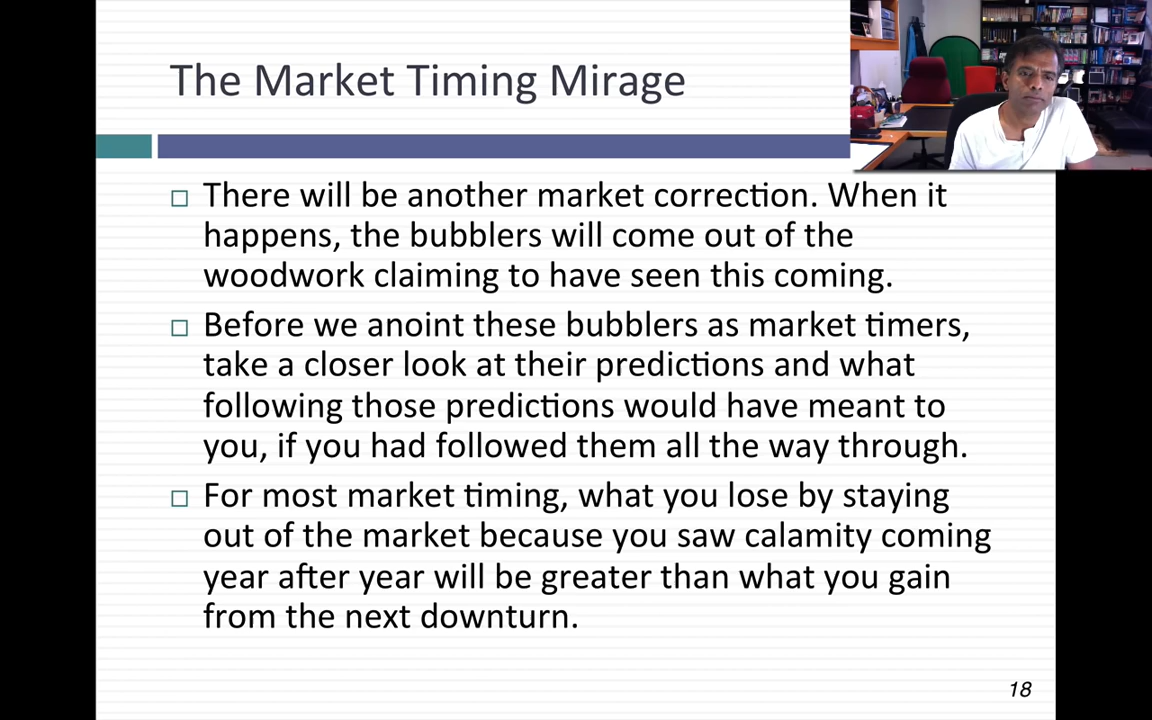 The Market Timing Mirage
There will be another market correction. When it
happens, the bubblers will come out of the
woodwork claiming to have seen this coming.
Before we anoint these bubblers as market timers,
take a closer look at their predictions and what
following those predictions would have meant to
you, if you had followed them all the way through.
For most market timing, what you lose by staying
out of the market because you saw calamity coming
year after year will be greater than what you gain
from the next downturn.
18